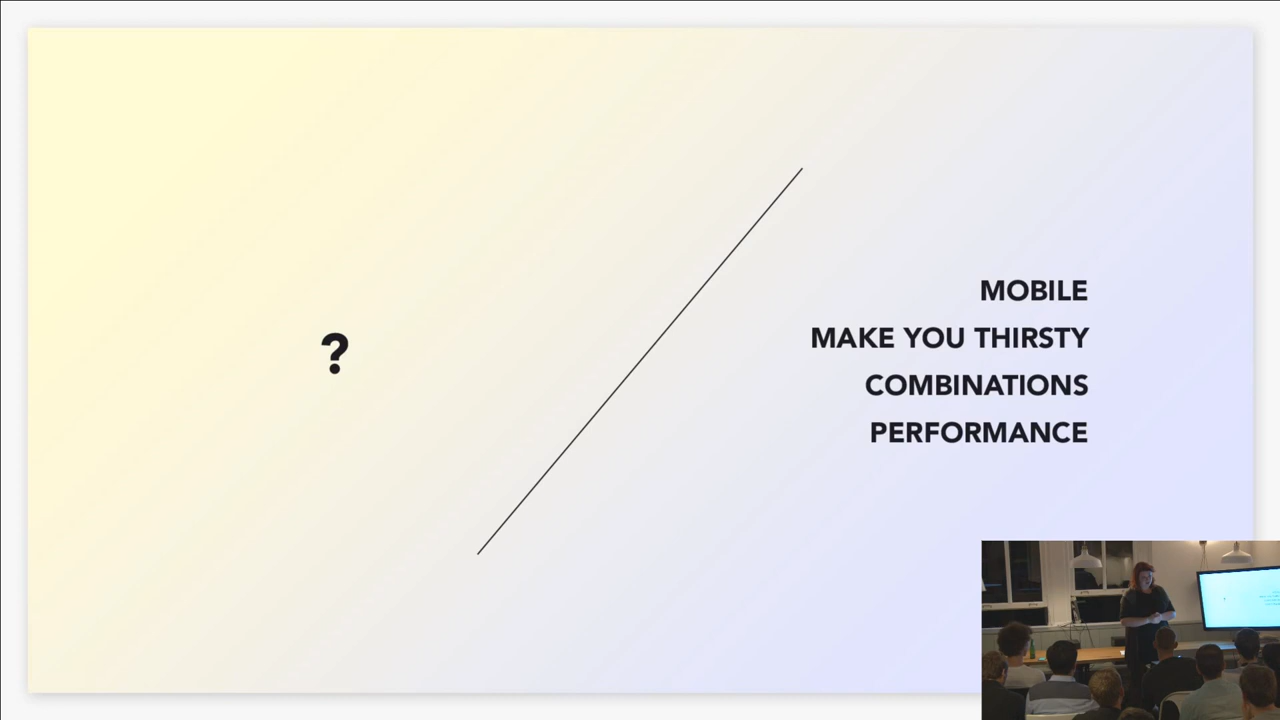 ?
MOBILE
MAKE YOU THIRSTY
COMBINATIONS
PERFORMANCE